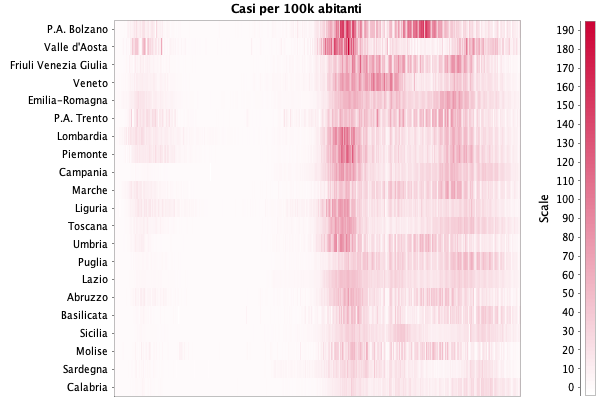 Casi per 100k abitanti
P.A. Bolzano
Valle d'Aosta
Friuli Venezia Giulia
Veneto
Emilia-Romagna
P.A. Trento
Lombardia
Piemonte
Campania
Marche
Liguria
Toscana
Umbria
Puglia
Lazio
Abruzzo
Basilicata
Sicilia
Molise
Sardegna
Calabria
Scale
190
180
170
160
150
140
130
120
110
100
90
80
70
60
50
40
30
20
10
0